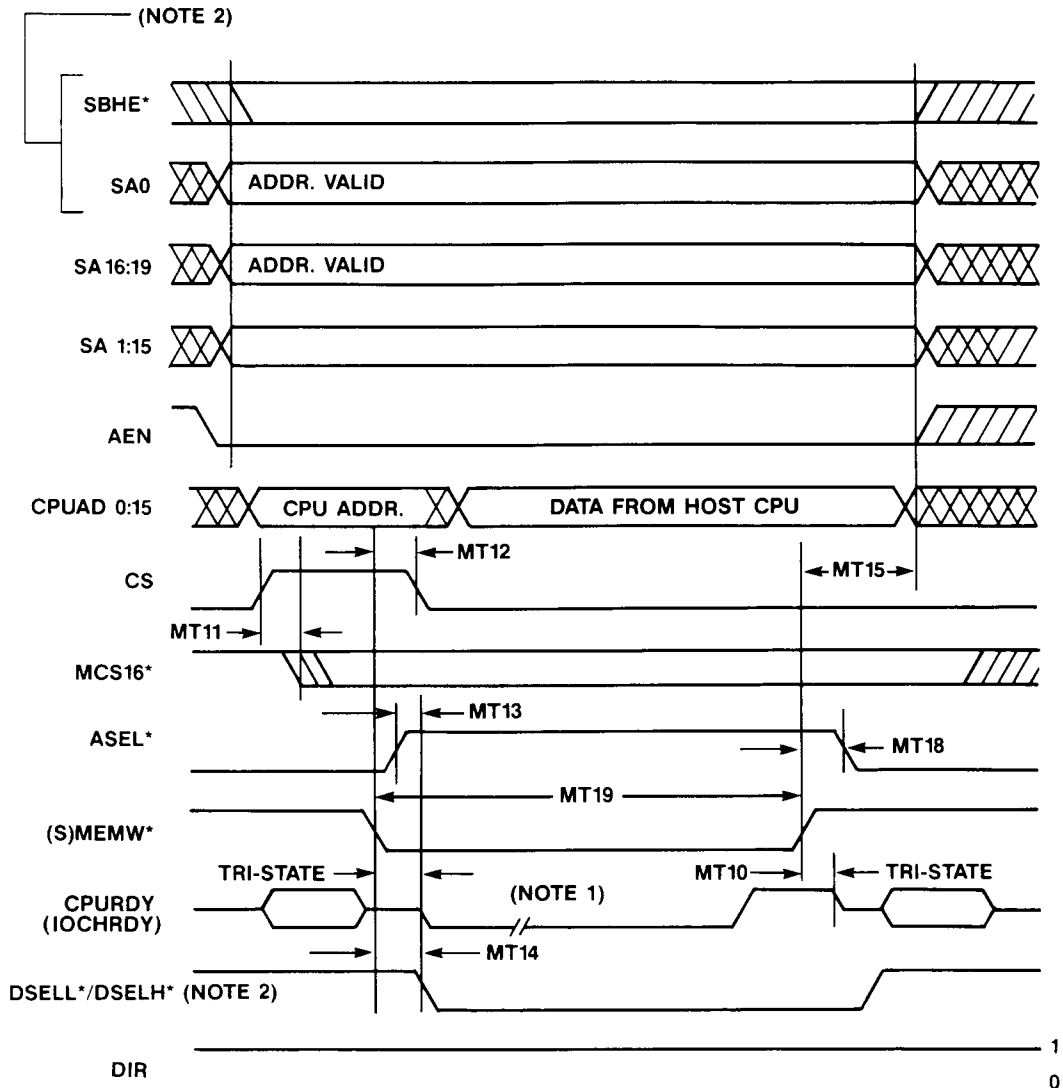 (NOTE 2)
SBHE*
SA0 ADDR. VALID
SA 16:19 ADDR. VALID
SA 1:15
AEN
CPUAD 0:15 CPU ADDR. DATA FROM HOST CPU
MT12
CS
MT15
MT11
MCS16*
MT13
ASEL*
MT18
MT19
(S)MEMW*
TRI-STATE MT10 TRI-STATE
CPURDY (NOTE 1)
(IOCHRDY)
MT14
DSELL*/DSELH* (NOTE 2)
1
DIR
0